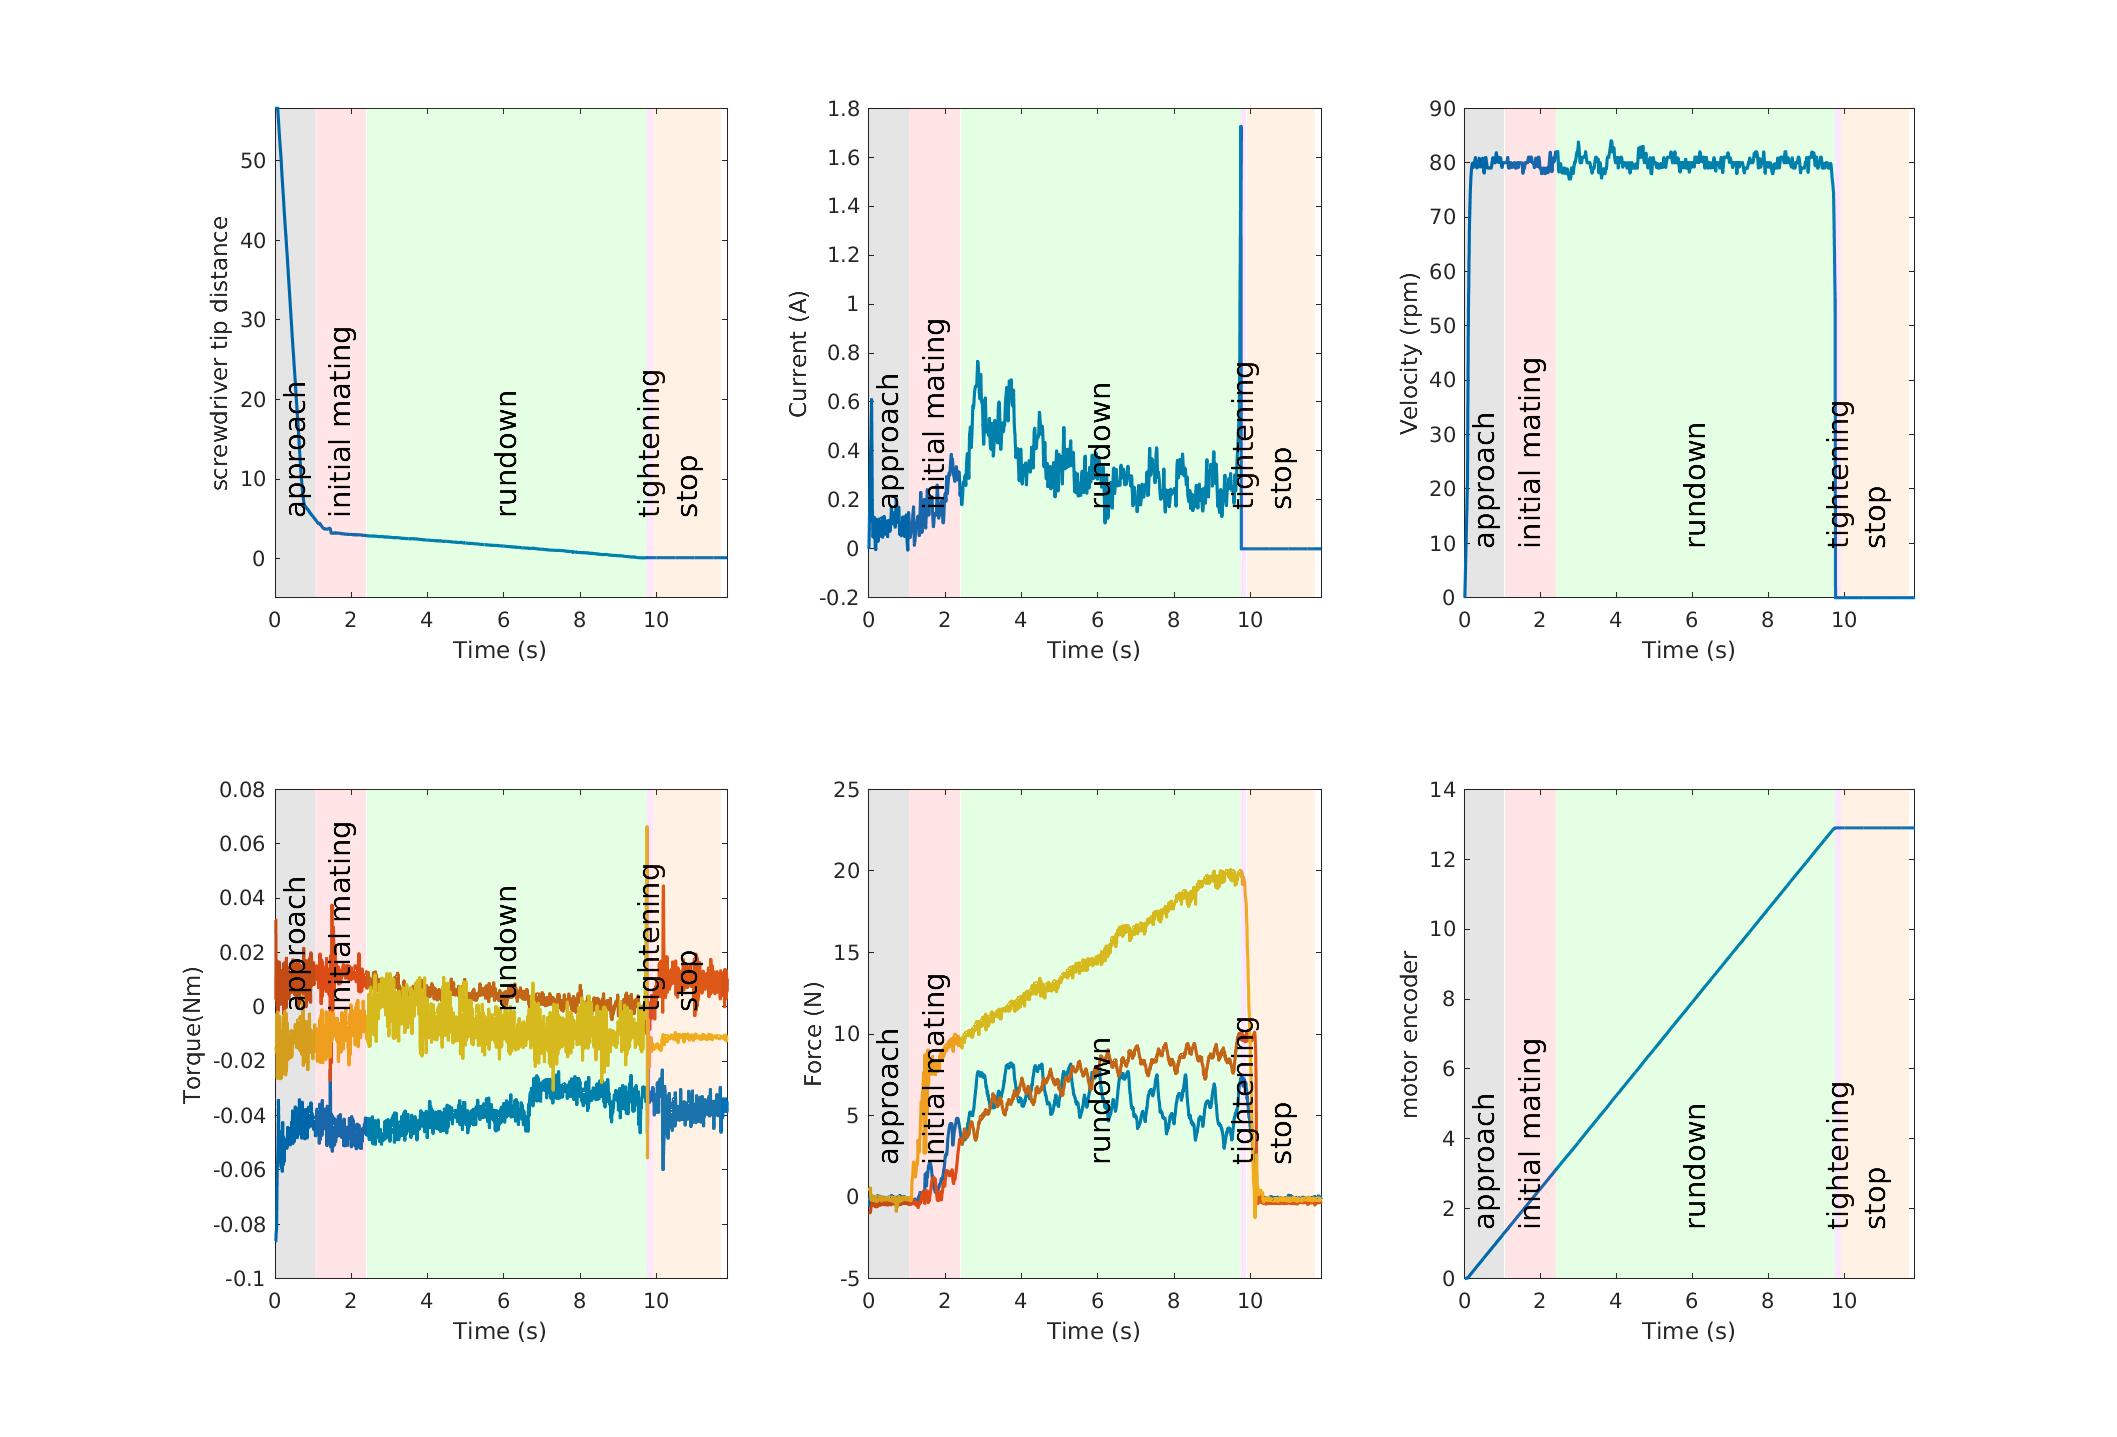 screwdriver tip distance
50
40
30
20
10
0
approach
initial mating
rundown
tightening
stop
0 2 4 6 8 10
Time (s)
Current (A)
1.8
1.6
1.4
1.2
1
0.8
0.6
0.4
0.2
0
-0.2
approach
initial mating
rundown
tightening
stop
0 2 4 6 8 10
Time (s)
Velocity (rpm)
90
80
70
60
50
40
30
20
10
0
approach
initial mating
rundown
tightening
stop
0 2 4 6 8 10
Time (s)
Torque(Nm)
0.08
0.06
0.04
0.02
0
-0.02
-0.04
-0.06
-0.08
-0.1
approach
initial mating
rundown
tightening
stop
0 2 4 6 8 10
Time (s)
Force (N)
25
20
15
10
5
0
-5
approach
initial mating
rundown
tightening
stop
0 2 4 6 8 10
Time (s)
motor encoder
14
12
10
8
6
4
2
0
approach
initial mating
rundown
tightening
stop
0 2 4 6 8 10
Time (s)